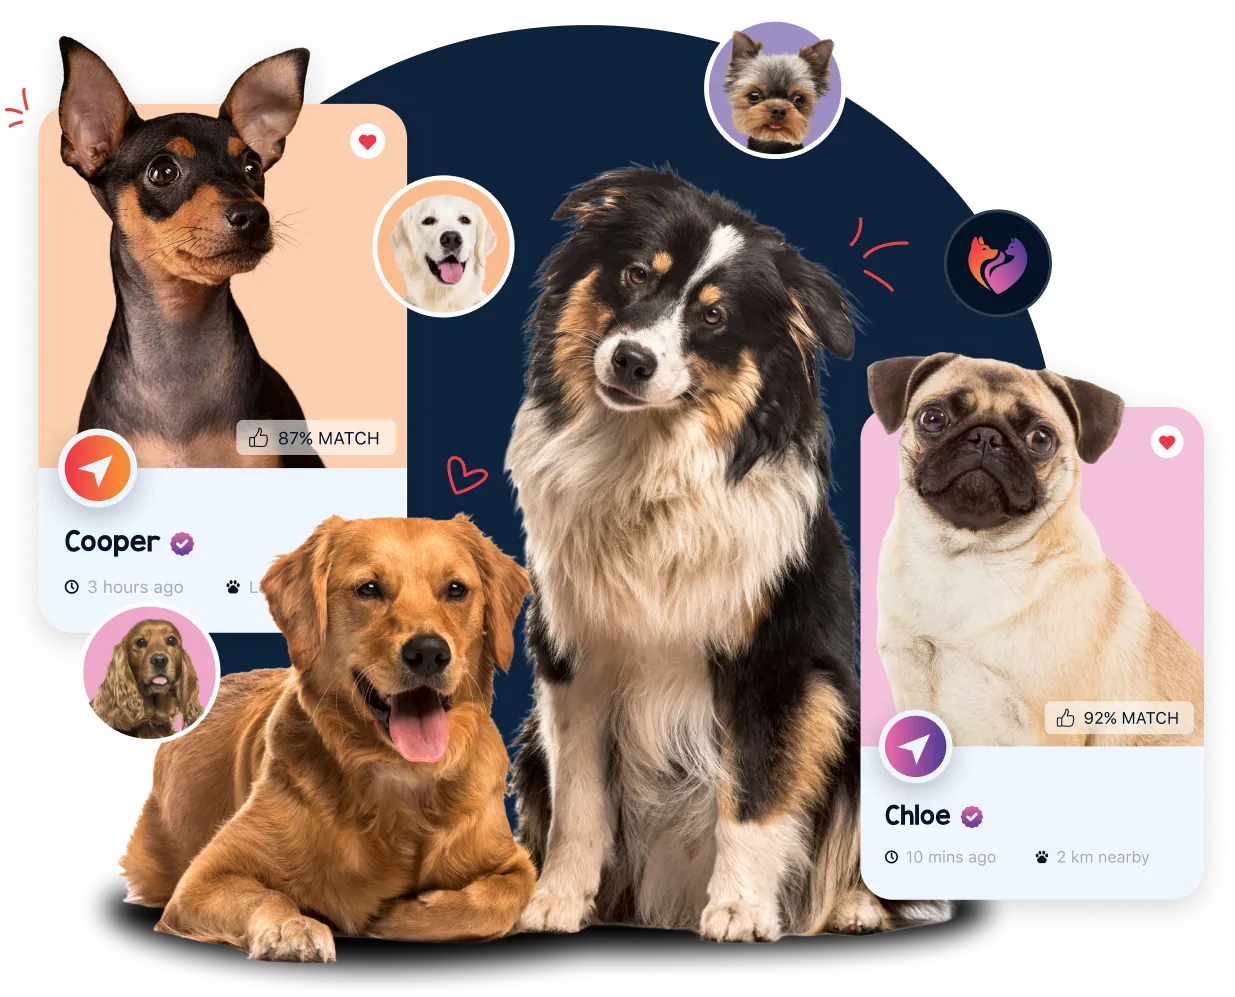 87% MATCH
Cooper
3 hours ago
92% MATCH
Chloe
10 mins ago
2 km nearby